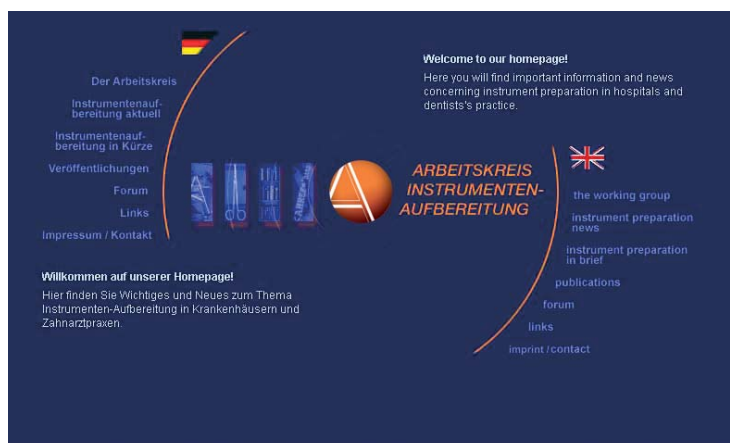 Der Arbeitskreis
Instrumentenauf-
bereitung aktuell
Instrumentenauf-
bereitung in Kürze
Veröffentlichungen
Forum
Links
Impressum / Kontakt
Willkommen auf unserer Homepage!
Hier finden Sie Wichtiges und Neues zum Thema
Instrumenten-Aufbereitung in Krankenhäusern und
Zahnarztpraxen.
ARBEITSKREIS
INSTRUMENTEN-
AUFBEREITUNG
Welcome to our homepage!
Here you will find important information and news
concerning instrument preparation in hospitals and
dentists's practice.
the working group
instrument preparation
news
instrument preparation
in brief
publications
forum
links
imprint / contact